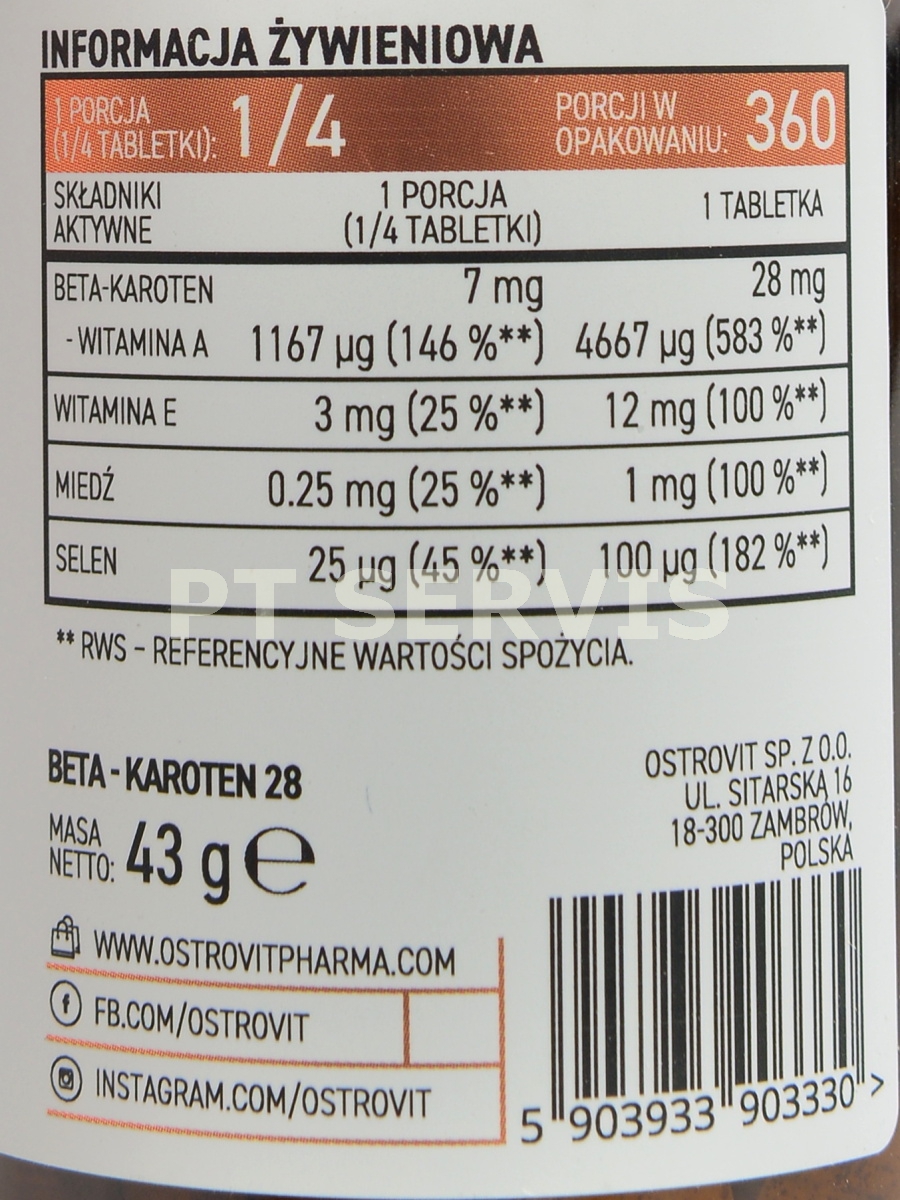 INFORMACJA ŻYWIENIOWA
1 PORCJA
(1/4 TABLETKI): 1/4
PORCJI W
OPAKOWANIU: 360
SKŁADNIKI
AKTYWNE
1 PORCJA
(1/4 TABLETKI)
1 TABLETKA
BETA-KAROTEN 7 mg 28 mg
- WITAMINA A 1167 µg (146 %**) 4667 µg (583 %**)
WITAMINA E 3 mg (25 %**) 12 mg (100 %**)
MIEDŹ 0.25 mg (25 %**) 1 mg (100 %**)
SELEN 25 µg (45 %**) 100 µg (182 %**)
PT SERVIS
** RWS - REFERENCYJNE WARTOŚCI SPOŻYCIA.
BETA - KAROTEN 28
MASA
NETTO: 43 g ℮
OSTROVIT SP. Z O.O.
UL. SITARSKA 16
18-300 ZAMBRÓW,
POLSKA
WWW.OSTROVITPHARMA.COM
FB.COM/OSTROVIT
INSTAGRAM.COM/OSTROVIT
5 903933 903330 >